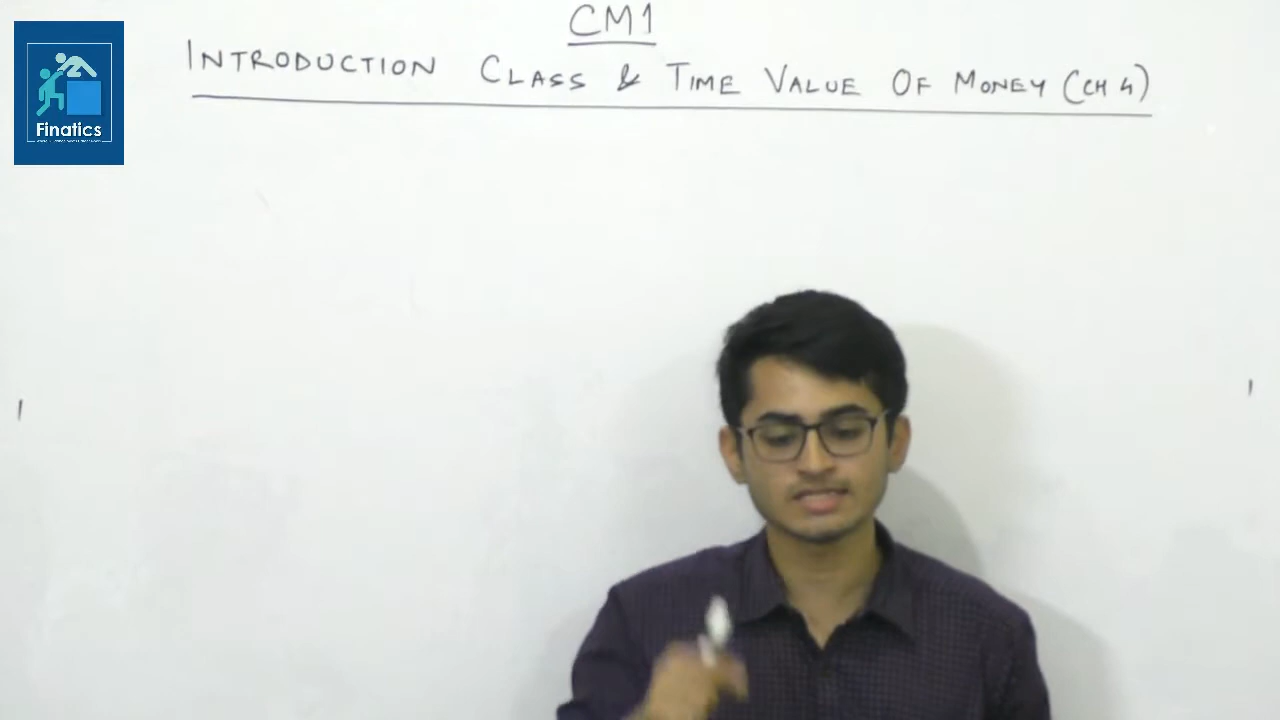 CM1
INTRODUCTION CLASS & TIME VALUE OF MONEY (CH 4)
Finatics